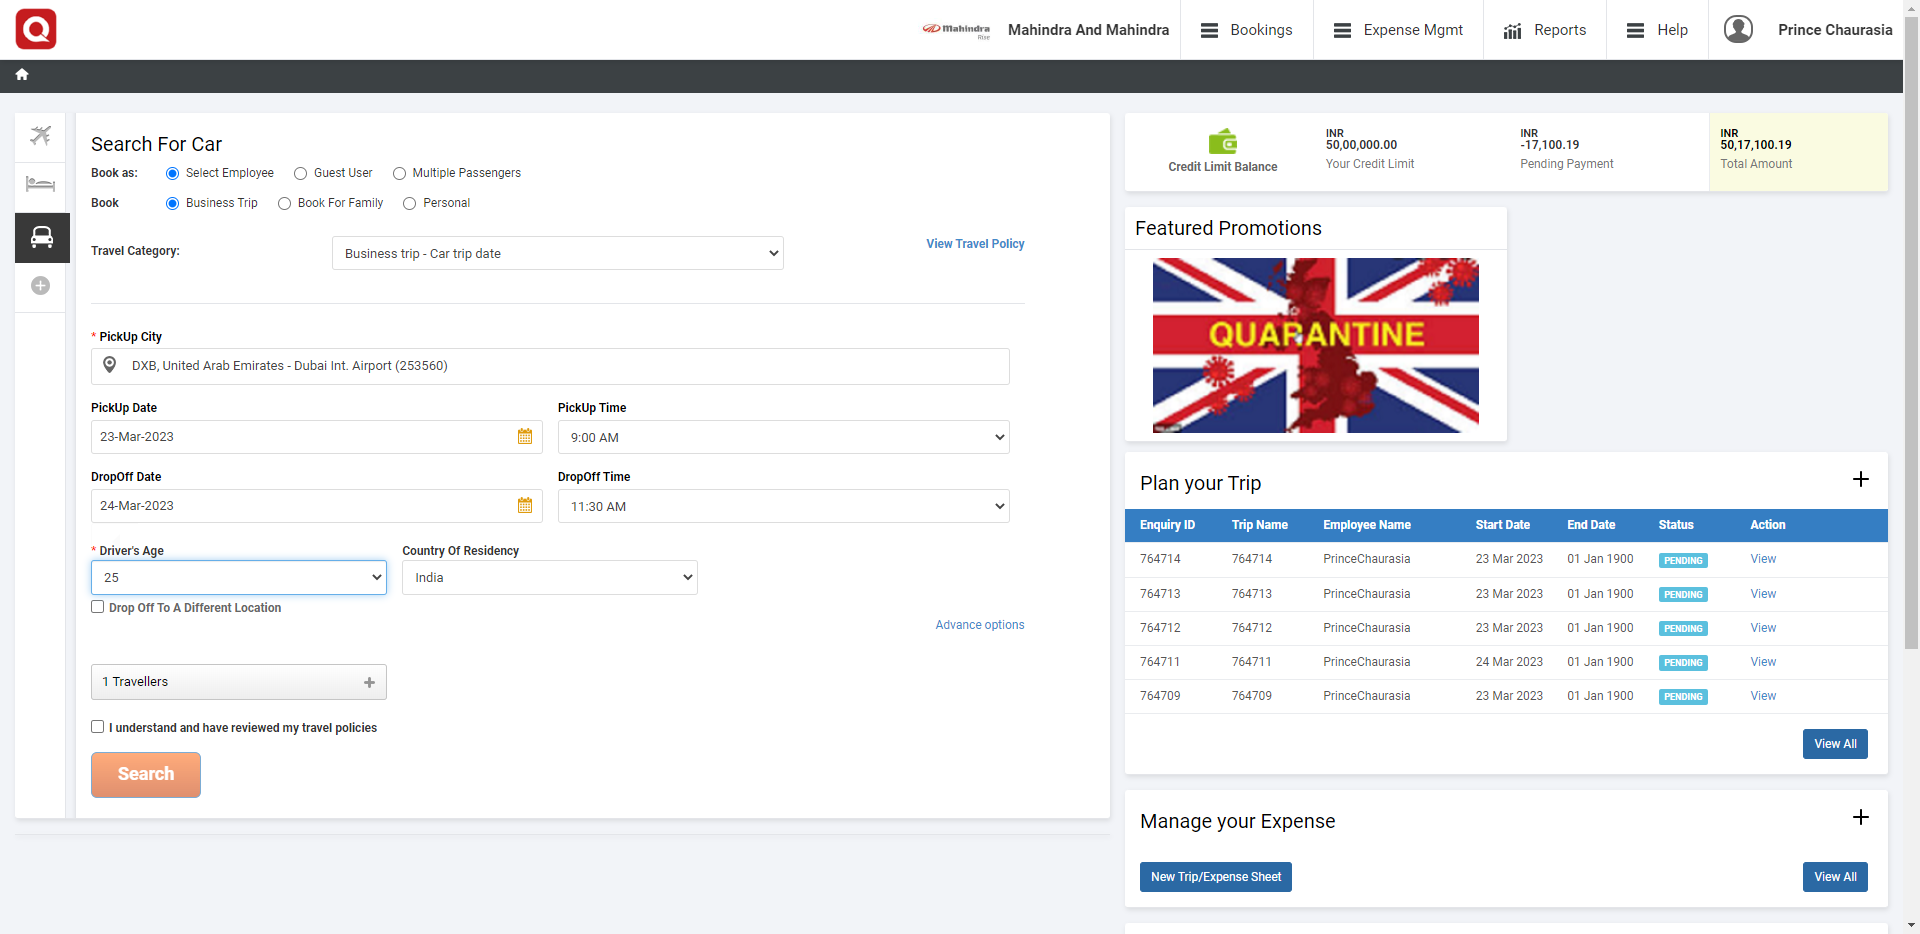 Q
Mahindra
Rise
Mahindra And Mahindra
Bookings
Expense Mgmt
Reports
Help
Prince Chaurasia
Search For Car
Book as: Select Employee Guest User Multiple Passengers
Book Business Trip Book For Family Personal
Travel Category: Business trip - Car trip date View Travel Policy
* PickUp City
DXB, United Arab Emirates - Dubai Int. Airport (253560)
PickUp Date PickUp Time
23-Mar-2023 9:00 AM
DropOff Date DropOff Time
24-Mar-2023 11:30 AM
* Driver's Age Country Of Residency
25 India
Drop Off To A Different Location
Advance options
1 Travellers
I understand and have reviewed my travel policies
Search
Credit Limit Balance
INR
50,00,000.00
Your Credit Limit
INR
-17,100.19
Pending Payment
INR
50,17,100.19
Total Amount
Featured Promotions
QUARANTINE
Plan your Trip
Enquiry ID Trip Name Employee Name Start Date End Date Status Action
764714 764714 PrinceChaurasia 23 Mar 2023 01 Jan 1900 PENDING View
764713 764713 PrinceChaurasia 23 Mar 2023 01 Jan 1900 PENDING View
764712 764712 PrinceChaurasia 23 Mar 2023 01 Jan 1900 PENDING View
764711 764711 PrinceChaurasia 24 Mar 2023 01 Jan 1900 PENDING View
764709 764709 PrinceChaurasia 23 Mar 2023 01 Jan 1900 PENDING View
View All
Manage your Expense
New Trip/Expense Sheet View All